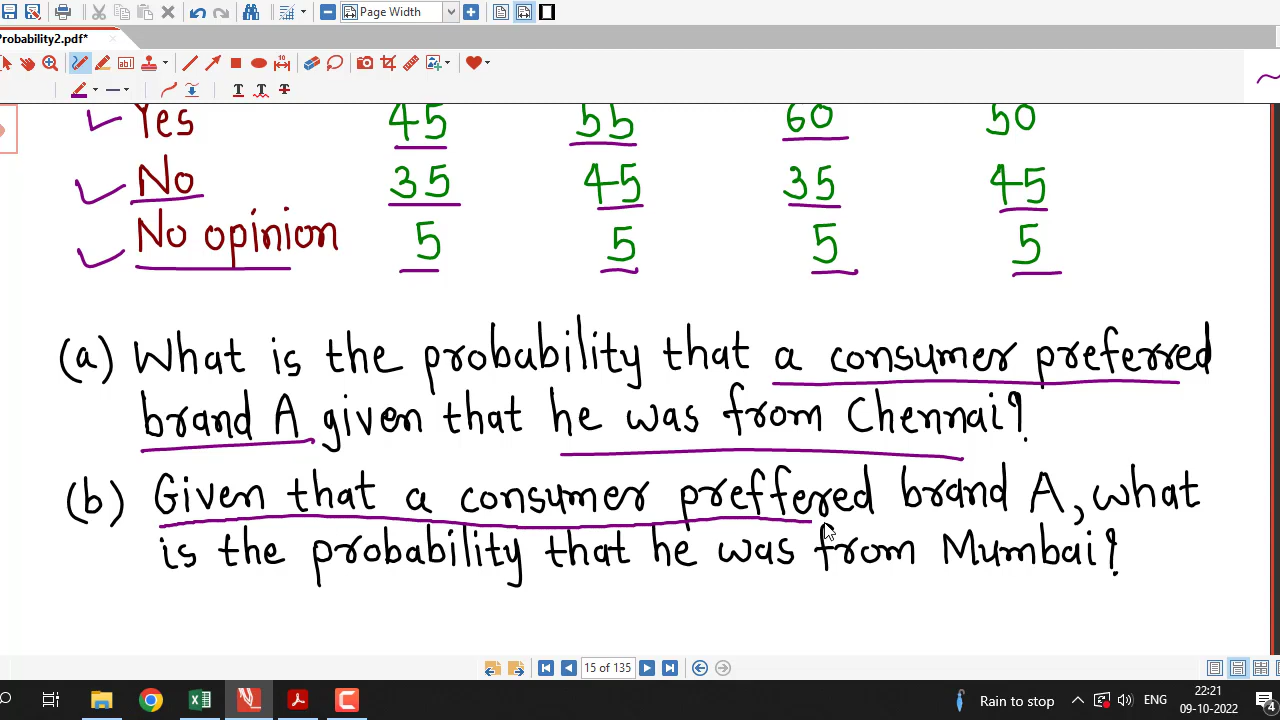 Page Width
Probability2.pdf*
Yes 45 55 60 50
No 35 45 35 45
No opinion 5 5 5 5
(a) What is the probability that a consumer preferred
brand A given that he was from Chennai?
(b) Given that a consumer preffered brand A, what
is the probability that he was from Mumbai?
15 of 135
Rain to stop ENG 22:21
09-10-2022
4